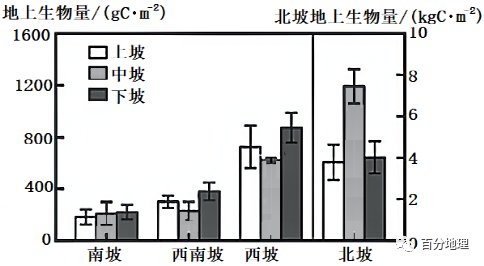 地上生物量/(gC·m⁻²)
北坡地上生物量/(kgC·m⁻²)
1600
1200
800
400
0
上坡
中坡
下坡
10
8
6
4
2
0
南坡
西南坡
西坡
北坡
百分地理